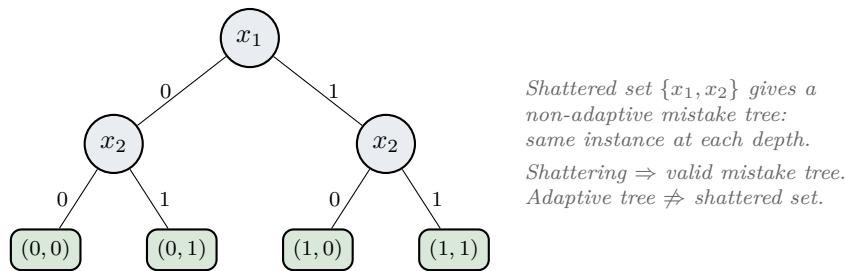 x₁
0 1
x₂ x₂
0 1 0 1
(0, 0) (0, 1) (1, 0) (1, 1)
Shattered set {x₁, x₂} gives a
non-adaptive mistake tree:
same instance at each depth.
Shattering ⇒ valid mistake tree.
Adaptive tree ⇏ shattered set.